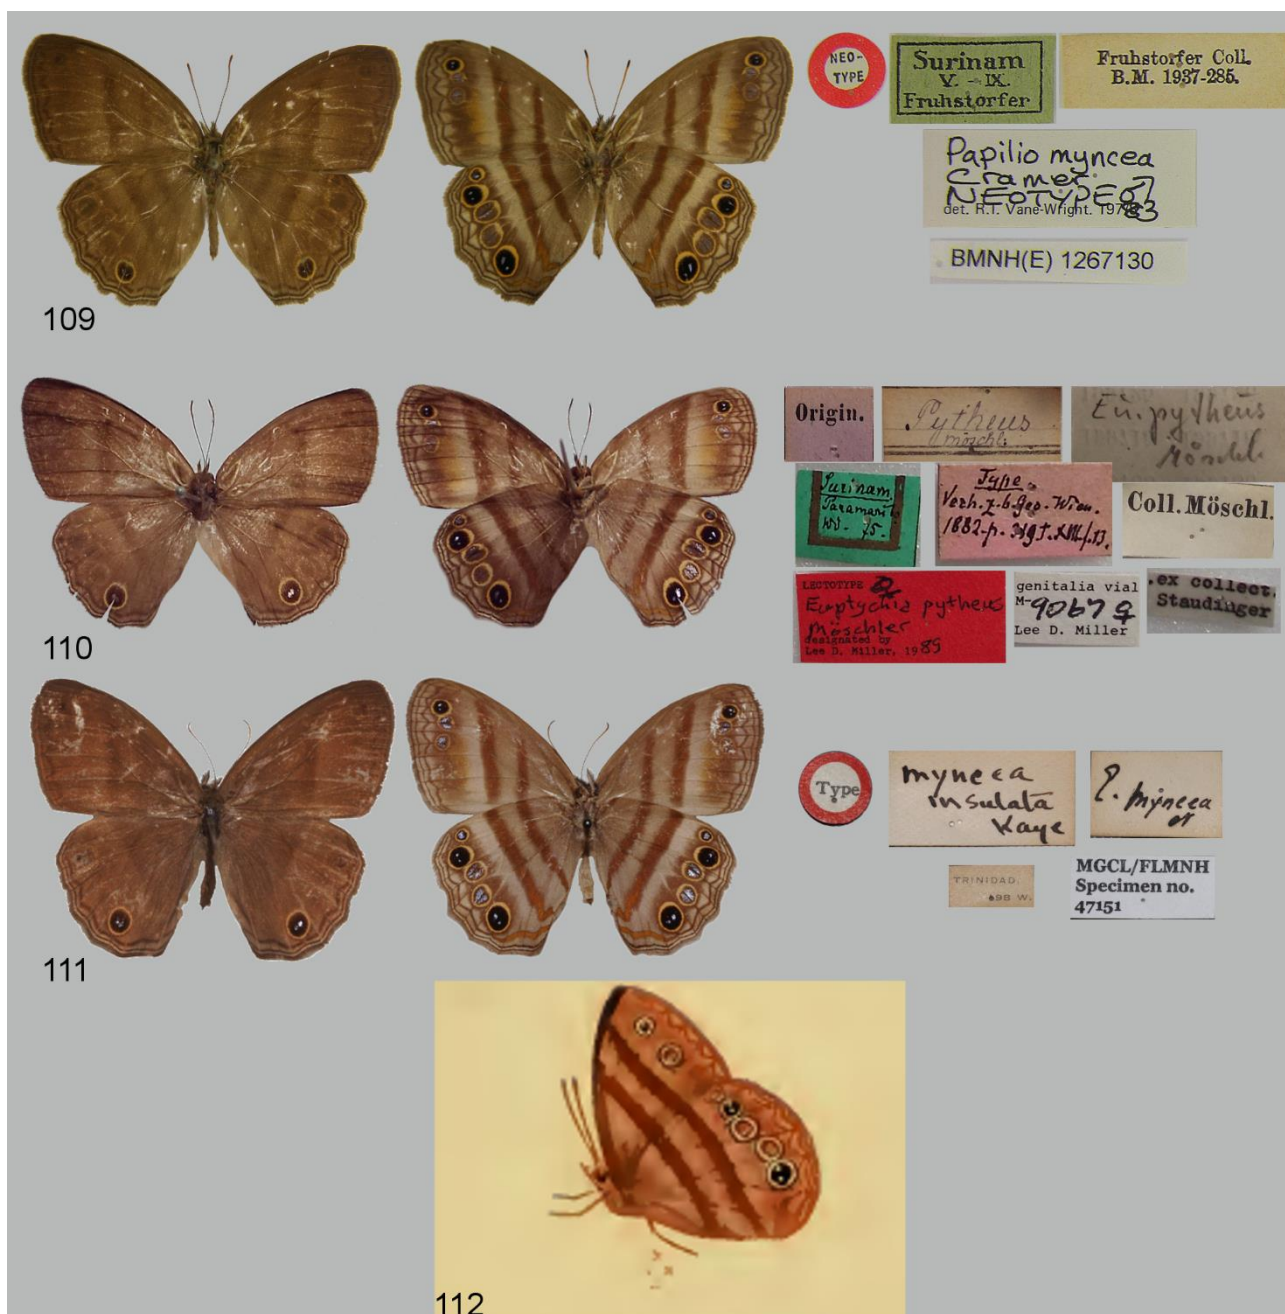 NEO-
TYPE
Surinam
V. - IX.
Fruhstorfer
Fruhstorfer Coll.
B.M. 1937-285.
Papilio myncea
Cramer
NEOTYPE ♂
det. R.I. Vane-Wright. 1983
BMNH(E) 1267130
109
Origin.
Pytheus
möschl.
Eu. pytheus
Möschl.
Surinam.
Type
Verh. z. b. Ges. Wien.
1882. p.
Coll. Möschl.
LECTOTYPE ♀
Euptychia pytheus
Möschler
designated by
Lee D. Miller, 1989
genitalia vial
M-9067 ♀
Lee D. Miller
ex collect.
Staudinger
110
Type
myncea
insulata
Kaye
E. myncea
TRINIDAD.
98 W.
MGCL/FLMNH
Specimen no.
47151
111
112